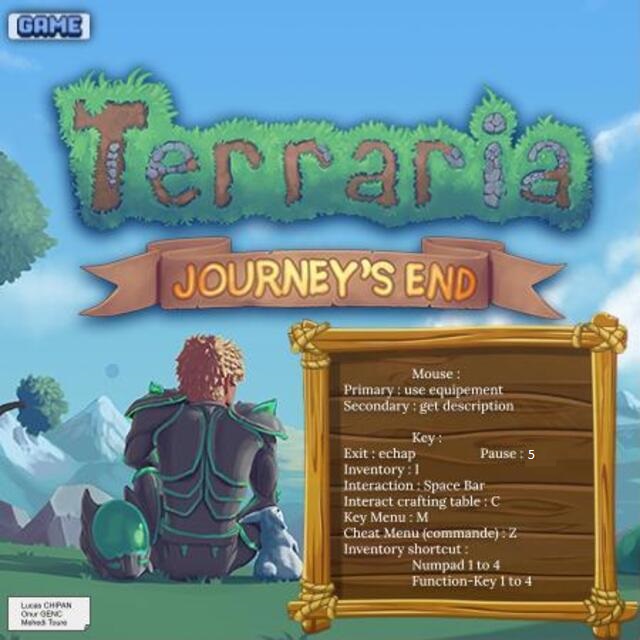 GAME
Terraria
JOURNEY'S END
Mouse :
Primary : use equipement
Secondary : get description
Key :
Exit : echap Pause : 5
Inventory : I
Interaction : Space Bar
Interact crafting table : C
Key Menu : M
Cheat Menu (commande) : Z
Inventory shortcut :
Numpad 1 to 4
Function-Key 1 to 4
Lucas CHIPAN
Onur GENC
Mehedi Toure